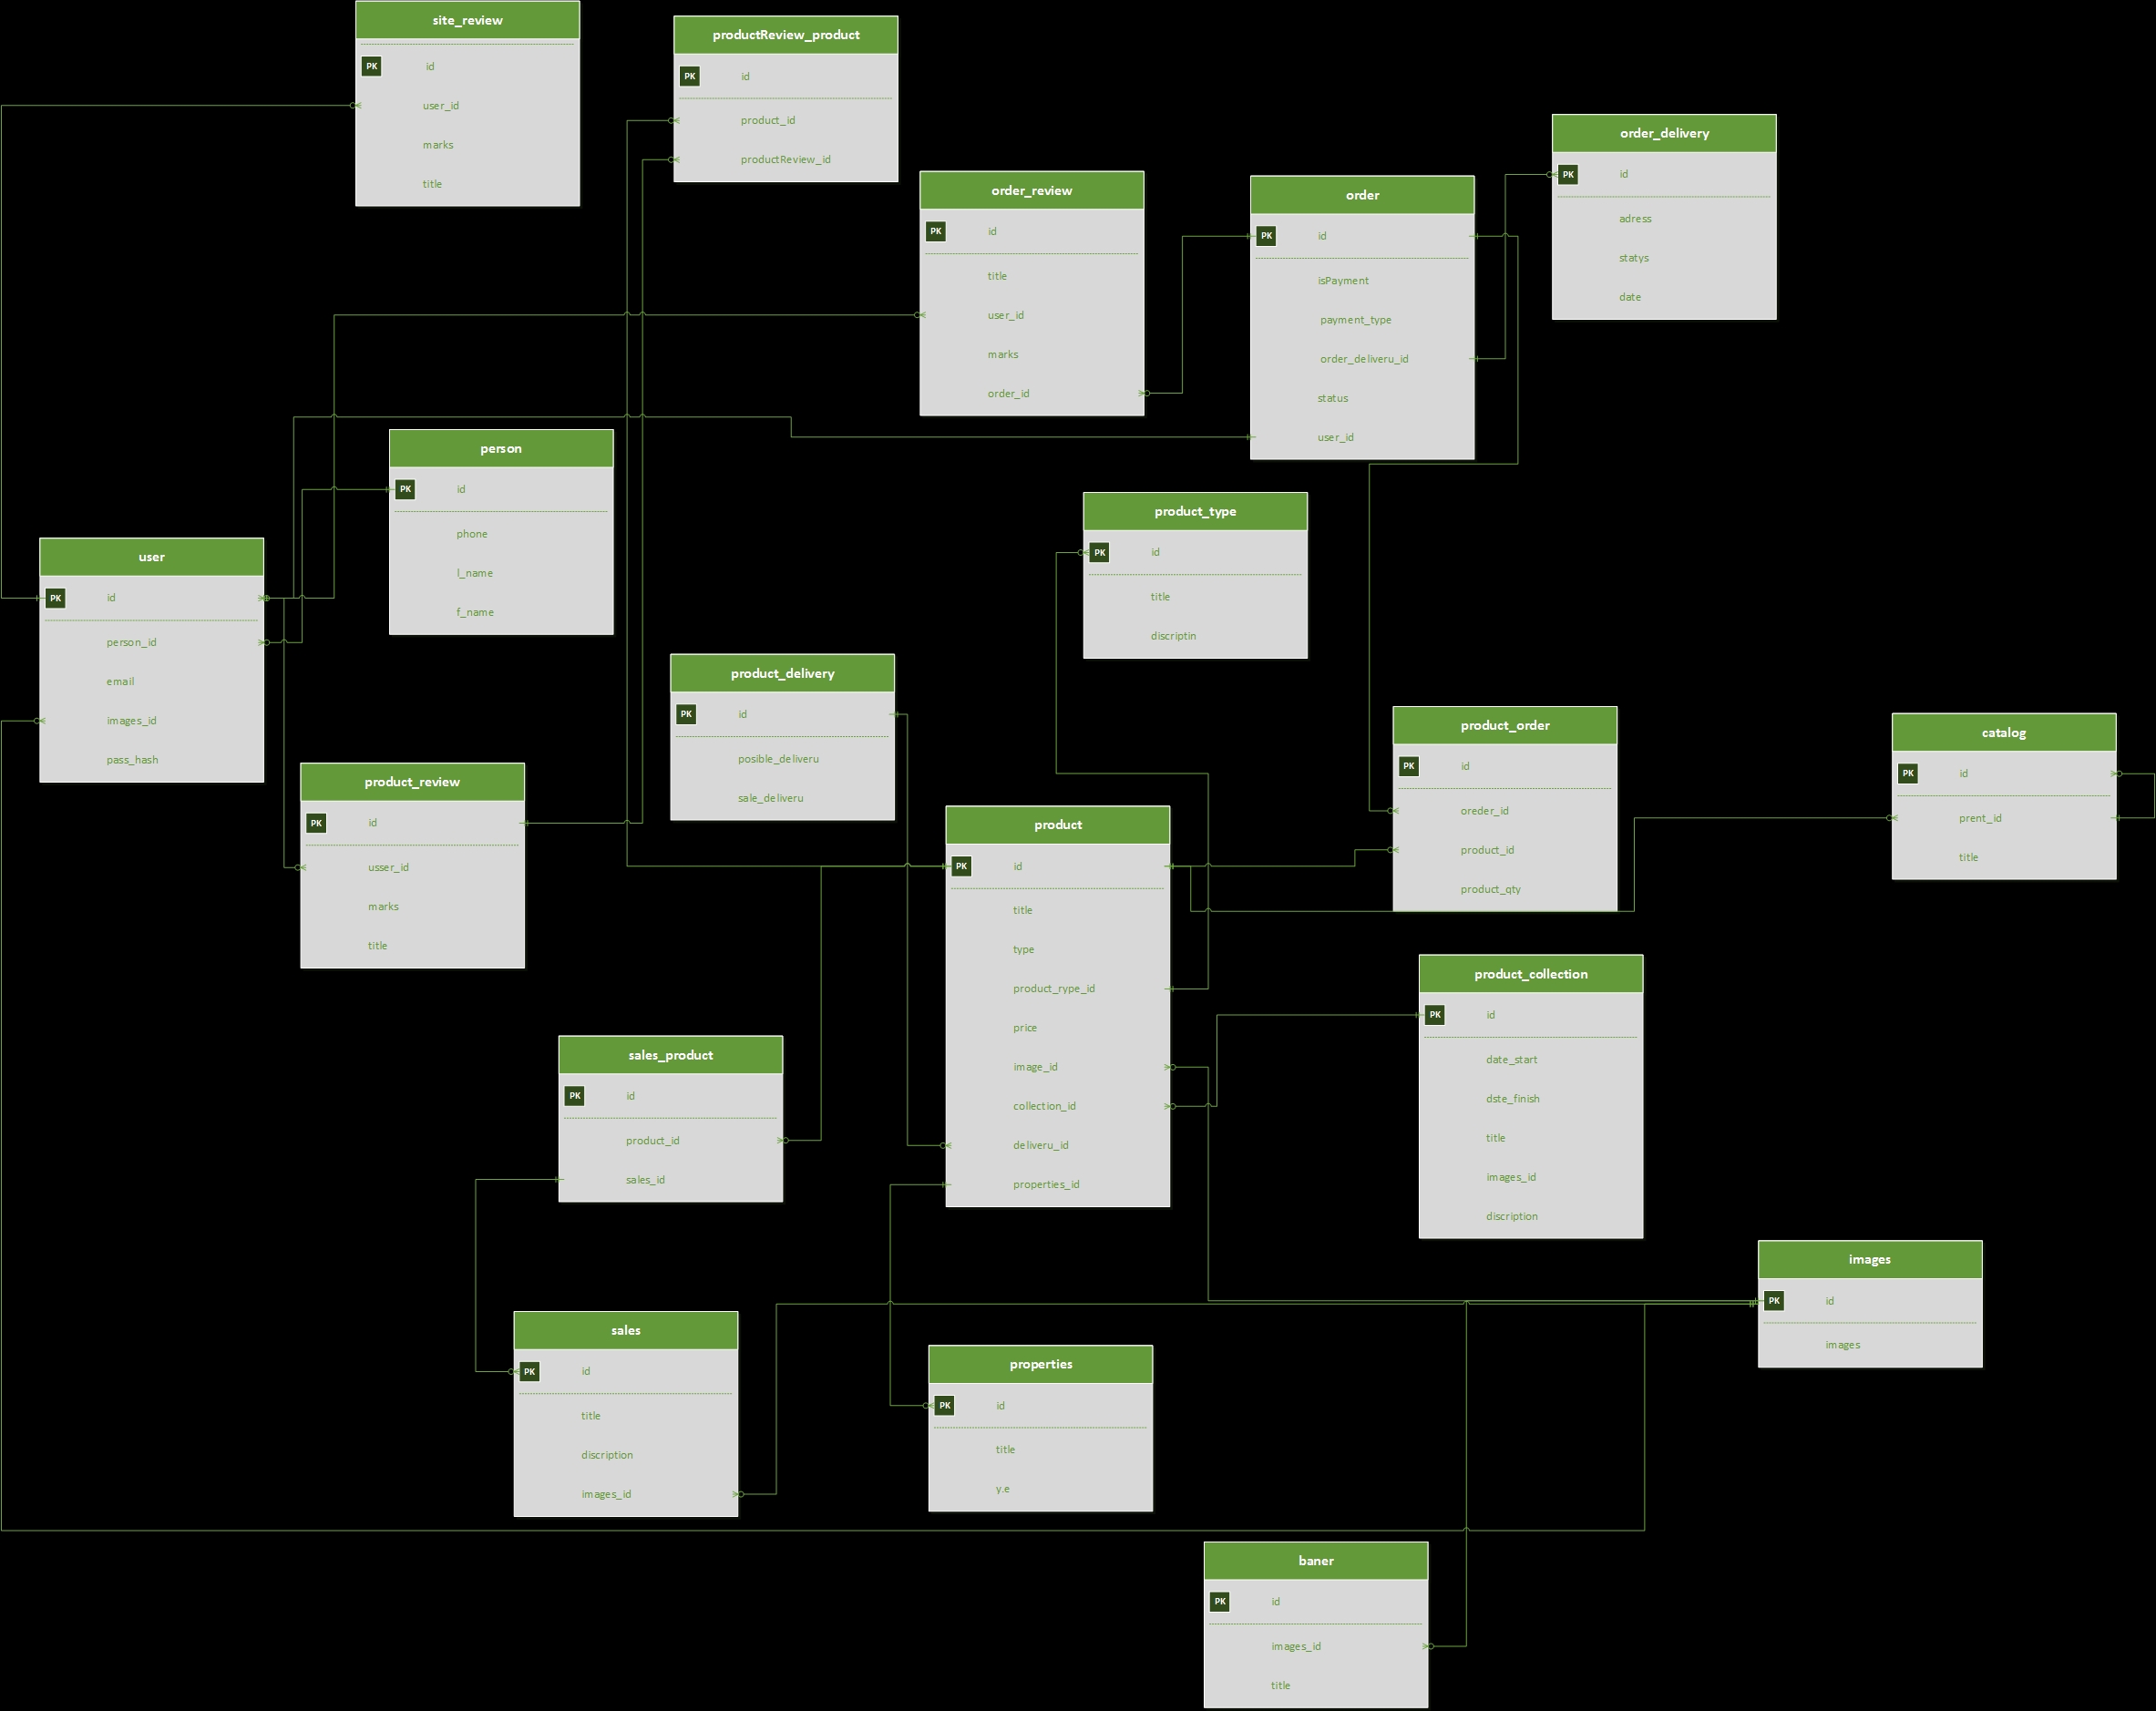 site_review
PK id
user_id
marks
title
productReview_product
PK id
product_id
productReview_id
order_delivery
PK id
adress
statys
date
order_review
PK id
title
user_id
marks
order_id
order
PK id
isPayment
payment_type
order_deliveru_id
status
user_id
person
PK id
phone
l_name
f_name
product_type
PK id
title
discriptin
user
PK id
person_id
email
images_id
pass_hash
product_delivery
PK id
posible_deliveru
sale_deliveru
product_order
PK id
oreder_id
product_id
product_qty
catalog
PK id
prent_id
title
product_review
PK id
usser_id
marks
title
product
PK id
title
type
product_rype_id
price
image_id
collection_id
deliveru_id
properties_id
product_collection
PK id
date_start
dste_finish
title
images_id
discription
sales_product
PK id
product_id
sales_id
images
PK id
images
sales
PK id
title
discription
images_id
properties
PK id
title
y.e
baner
PK id
images_id
title